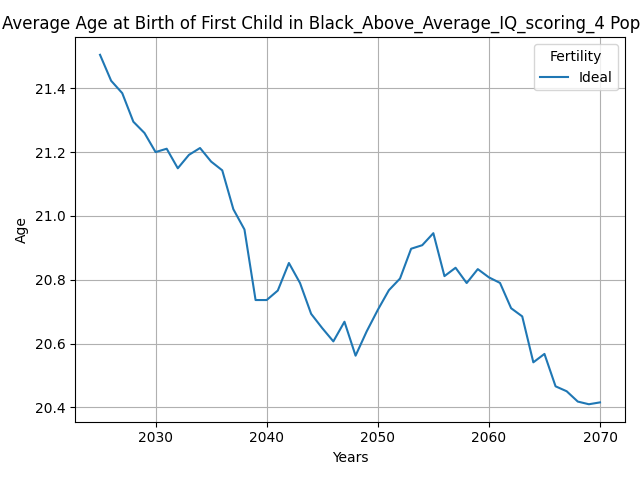 Average Age at Birth of First Child in Black_Above_Average_IQ_scoring_4 Pop
Fertility
Ideal
21.4
21.2
21.0
20.8
20.6
20.4
Age
2030 2040 2050 2060 2070
Years